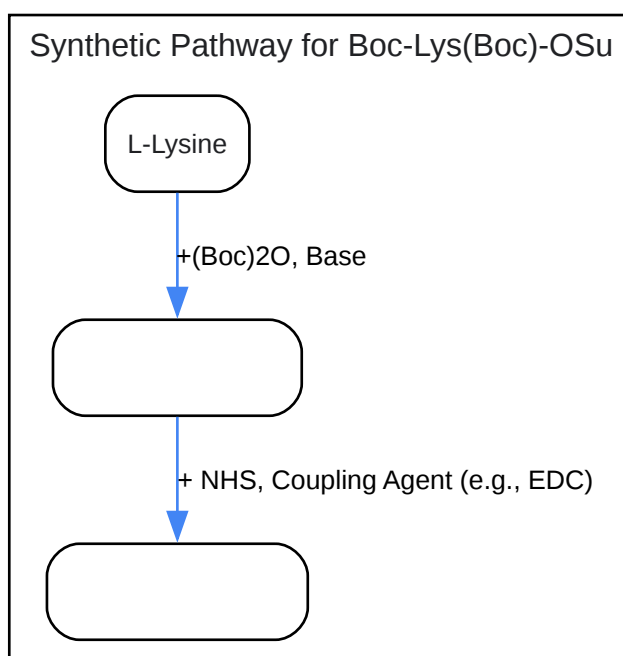 Synthetic Pathway for Boc-Lys(Boc)-OSu
L-Lysine
+(Boc)2O, Base
+ NHS, Coupling Agent (e.g., EDC)